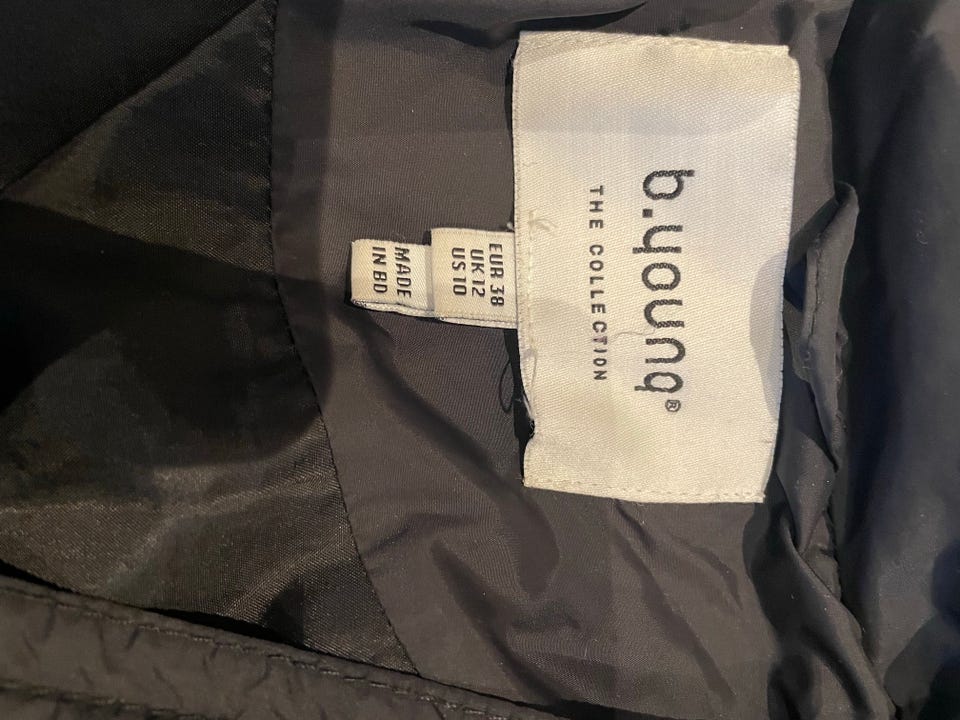 b.young®
THE COLLECTION
EUR 38
UK 12
US 10
MADE
IN BD